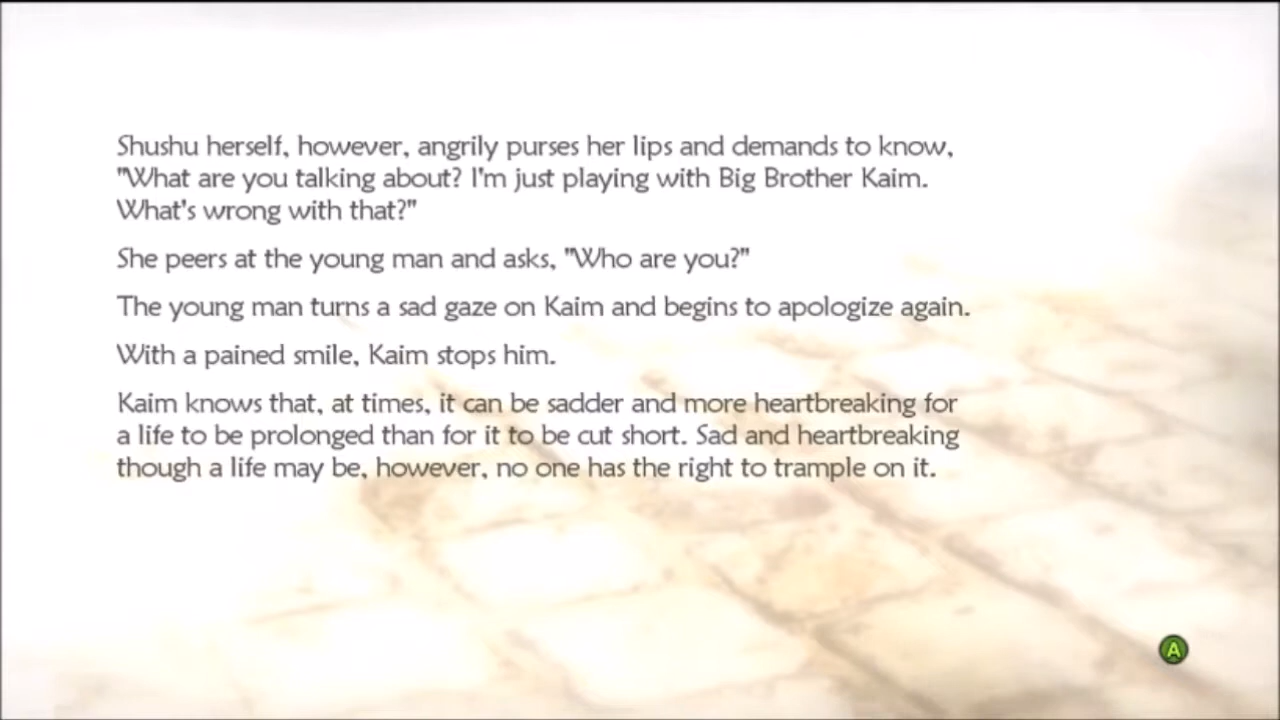 Shushu herself, however, angrily purses her lips and demands to know,
"What are you talking about? I'm just playing with Big Brother Kaim.
What's wrong with that?"
She peers at the young man and asks, "Who are you?"
The young man turns a sad gaze on Kaim and begins to apologize again.
With a pained smile, Kaim stops him.
Kaim knows that, at times, it can be sadder and more heartbreaking for
a life to be prolonged than for it to be cut short. Sad and heartbreaking
though a life may be, however, no one has the right to trample on it.
A